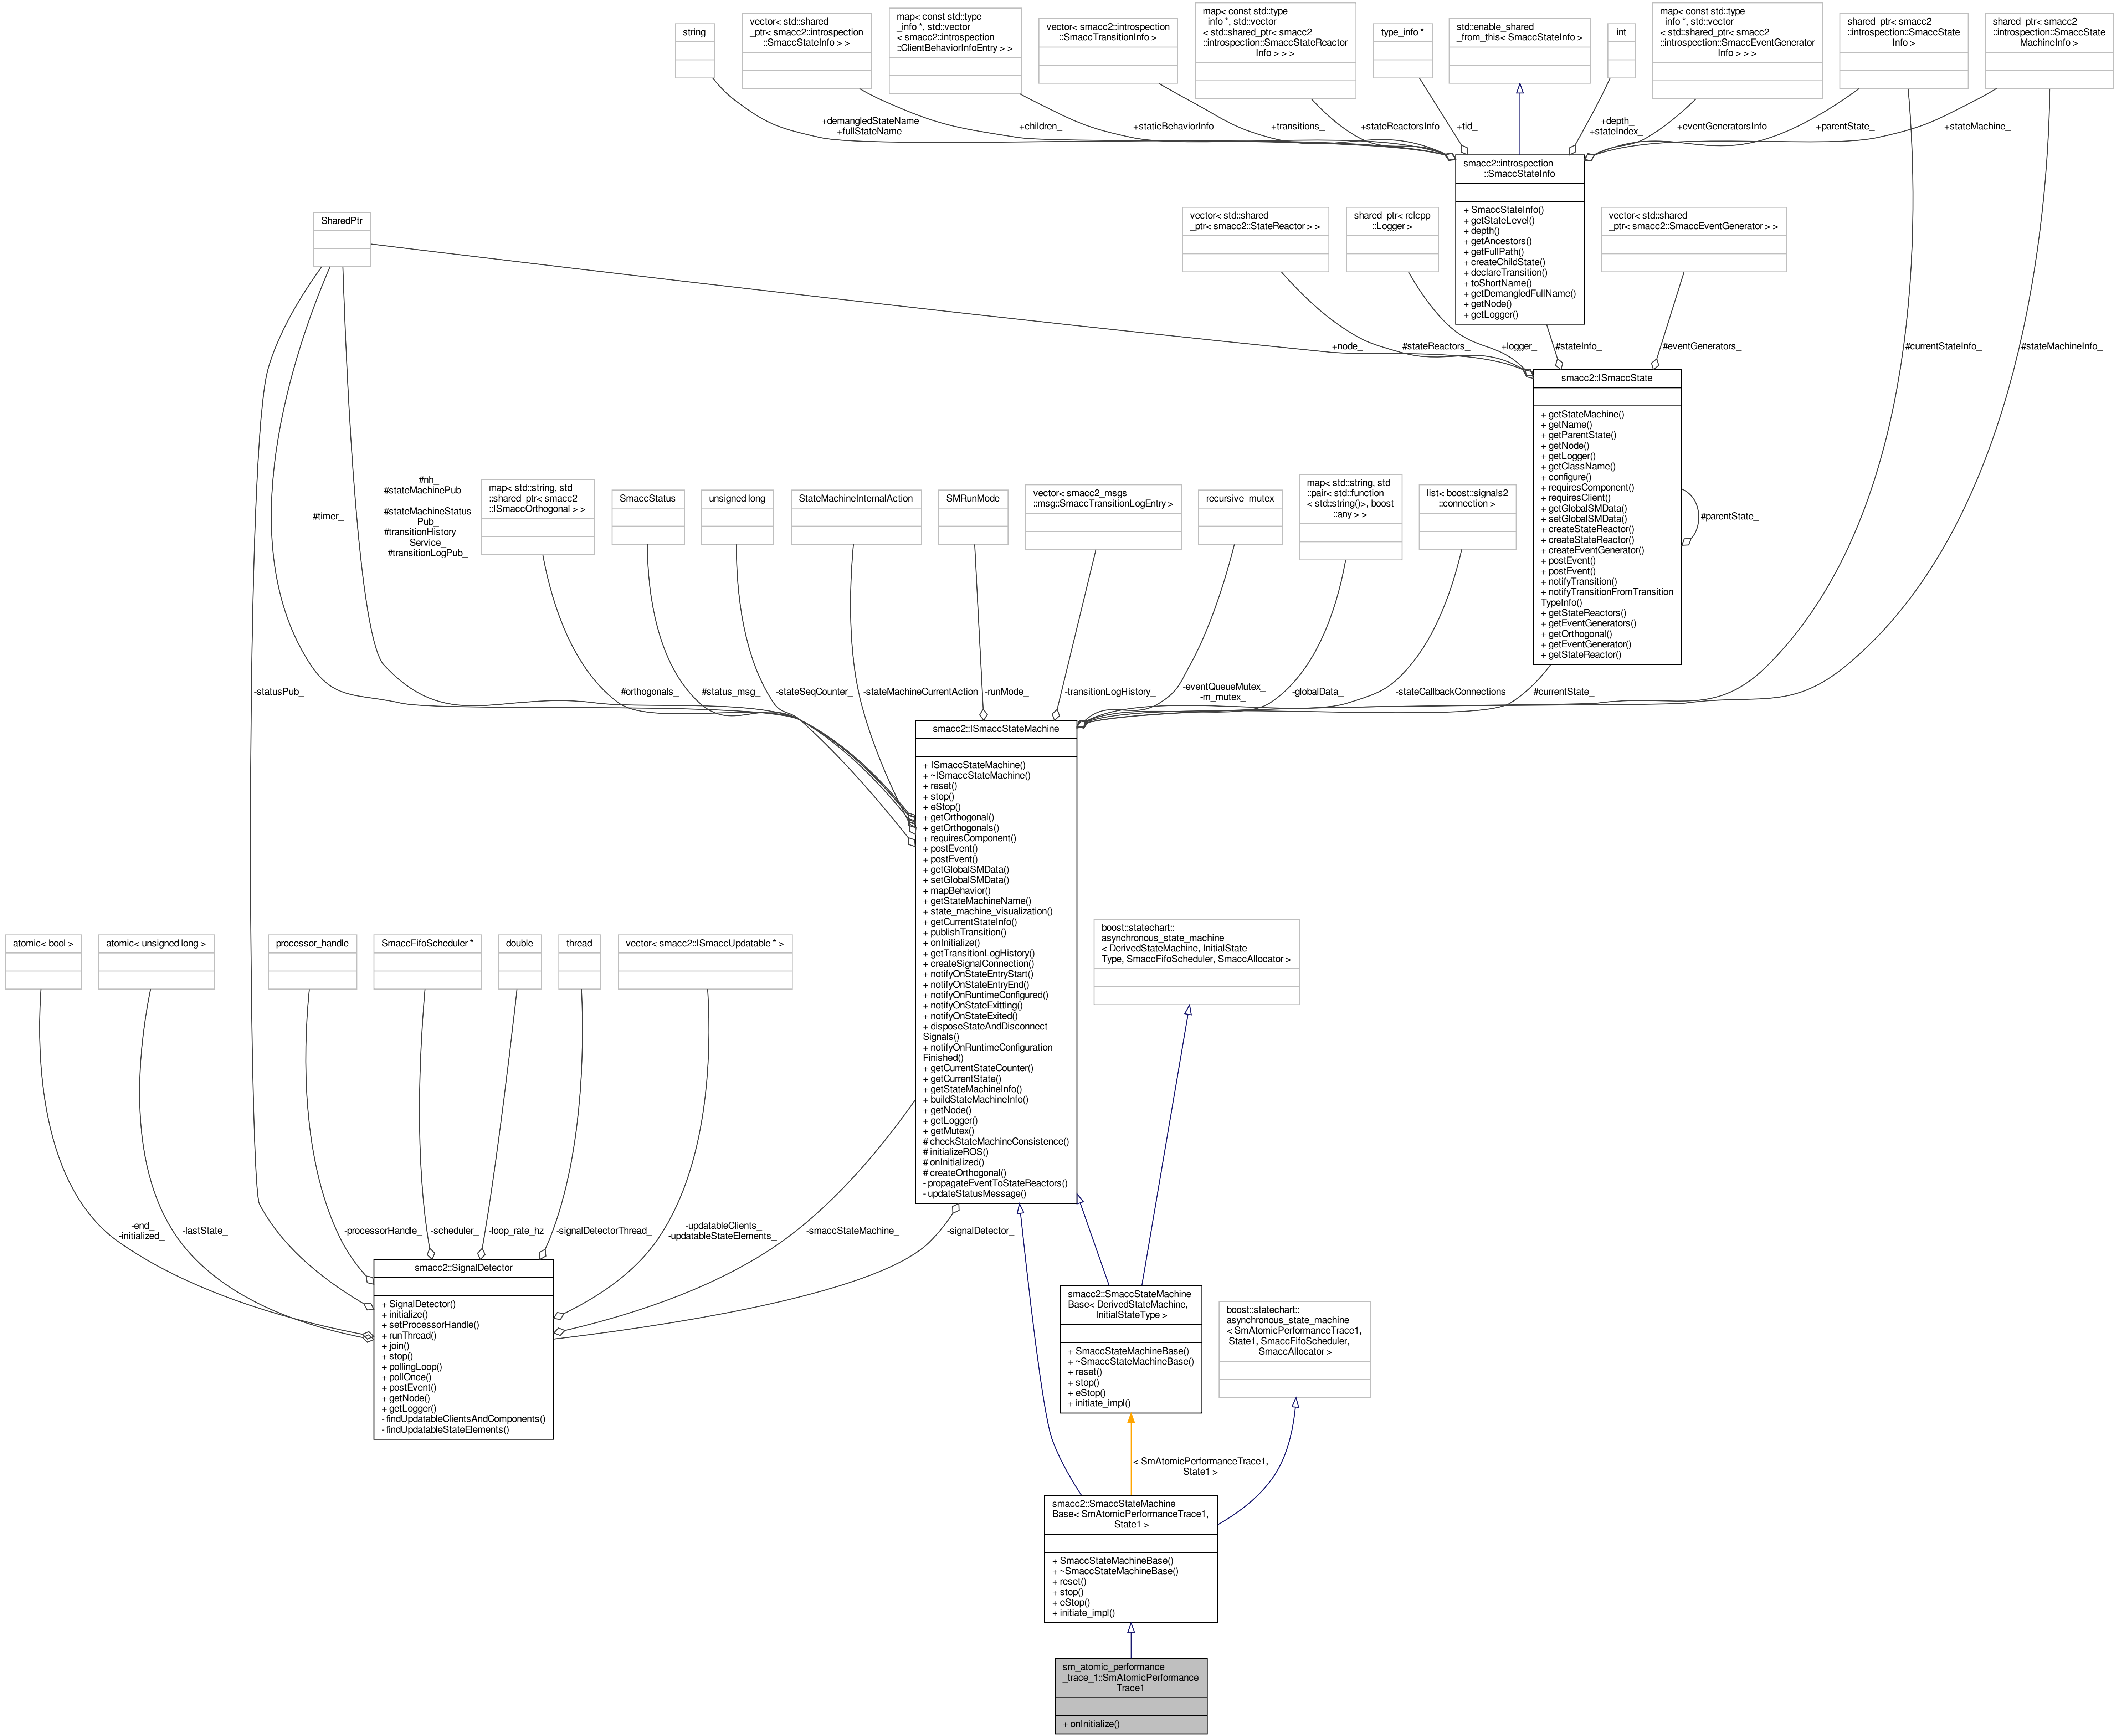 string
vector< std::shared
_ptr< smacc2::introspection
::SmaccStateInfo > >
map< const std::type
_info *, std::vector
< smacc2::introspection
::ClientBehaviorInfoEntry > >
vector< smacc2::introspection
::SmaccTransitionInfo >
map< const std::type
_info *, std::vector
< std::shared_ptr< smacc2
::introspection::SmaccStateReactor
Info > > >
type_info *
std::enable_shared
_from_this< SmaccStateInfo >
int
map< const std::type
_info *, std::vector
< std::shared_ptr< smacc2
::introspection::SmaccEventGenerator
Info > > >
shared_ptr< smacc2
::introspection::SmaccState
Info >
shared_ptr< smacc2
::introspection::SmaccState
MachineInfo >
+demangledStateName
+fullStateName
+children_
+staticBehaviorInfo
+transitions_
+stateReactorsInfo
+tid_
+depth_
+stateIndex_
+eventGeneratorsInfo
+parentState_
+stateMachine_
smacc2::introspection
::SmaccStateInfo
+ SmaccStateInfo()
+ getStateLevel()
+ depth()
+ getAncestors()
+ getFullPath()
+ createChildState()
+ declareTransition()
+ toShortName()
+ getDemangledFullName()
+ getNode()
+ getLogger()
SharedPtr
vector< std::shared
_ptr< smacc2::StateReactor > >
shared_ptr< rclcpp
::Logger >
vector< std::shared
_ptr< smacc2::SmaccEventGenerator > >
+node_
#stateReactors_
+logger_
#stateInfo_
#eventGenerators_
#currentStateInfo_
#stateMachineInfo_
smacc2::ISmaccState
+ getStateMachine()
+ getName()
+ getParentState()
+ getNode()
+ getLogger()
+ getClassName()
+ configure()
+ requiresComponent()
+ requiresClient()
+ getGlobalSMData()
+ setGlobalSMData()
+ createStateReactor()
+ createStateReactor()
+ createEventGenerator()
+ postEvent()
+ postEvent()
+ notifyTransition()
+ notifyTransitionFromTransition
TypeInfo()
+ getStateReactors()
+ getEventGenerators()
+ getOrthogonal()
+ getEventGenerator()
+ getStateReactor()
#parentState_
#timer_
#nh_
#stateMachinePub
_
#stateMachineStatus
Pub_
#transitionHistory
Service_
#transitionLogPub_
map< std::string, std
::shared_ptr< smacc2
::ISmaccOrthogonal > >
SmaccStatus
unsigned long
StateMachineInternalAction
SMRunMode
vector< smacc2_msgs
::msg::SmaccTransitionLogEntry >
recursive_mutex
map< std::string, std
::pair< std::function
< std::string()>, boost
::any > >
list< boost::signals2
::connection >
-statusPub_
#orthogonals_
#status_msg_
-stateSeqCounter_
-stateMachineCurrentAction
-runMode_
-transitionLogHistory_
-eventQueueMutex_
-m_mutex_
-globalData_
-stateCallbackConnections
#currentState_
smacc2::ISmaccStateMachine
+ ISmaccStateMachine()
+ ~ISmaccStateMachine()
+ reset()
+ stop()
+ eStop()
+ getOrthogonal()
+ getOrthogonals()
+ requiresComponent()
+ postEvent()
+ postEvent()
+ getGlobalSMData()
+ setGlobalSMData()
+ mapBehavior()
+ getStateMachineName()
+ state_machine_visualization()
+ getCurrentStateInfo()
+ publishTransition()
+ onInitialize()
+ getTransitionLogHistory()
+ createSignalConnection()
+ notifyOnStateEntryStart()
+ notifyOnStateEntryEnd()
+ notifyOnRuntimeConfigured()
+ notifyOnStateExitting()
+ notifyOnStateExited()
+ disposeStateAndDisconnect
Signals()
+ notifyOnRuntimeConfiguration
Finished()
+ getCurrentStateCounter()
+ getCurrentState()
+ getStateMachineInfo()
+ buildStateMachineInfo()
+ getNode()
+ getLogger()
+ getMutex()
# checkStateMachineConsistence()
# initializeROS()
# onInitialized()
# createOrthogonal()
- propagateEventToStateReactors()
- updateStatusMessage()
atomic< bool >
atomic< unsigned long >
processor_handle
SmaccFifoScheduler *
double
thread
vector< smacc2::ISmaccUpdatable * >
boost::statechart::
asynchronous_state_machine
< DerivedStateMachine, InitialState
Type, SmaccFifoScheduler, SmaccAllocator >
-end_
-initialized_
-lastState_
-processorHandle_
-scheduler_
-loop_rate_hz
-signalDetectorThread_
-updatableClients_
-updatableStateElements_
-smaccStateMachine_
-signalDetector_
smacc2::SignalDetector
+ SignalDetector()
+ initialize()
+ setProcessorHandle()
+ runThread()
+ join()
+ stop()
+ pollingLoop()
+ pollOnce()
+ postEvent()
+ getNode()
+ getLogger()
- findUpdatableClientsAndComponents()
- findUpdatableStateElements()
smacc2::SmaccStateMachine
Base< DerivedStateMachine,
InitialStateType >
+ SmaccStateMachineBase()
+ ~SmaccStateMachineBase()
+ reset()
+ stop()
+ eStop()
+ initiate_impl()
boost::statechart::
asynchronous_state_machine
< SmAtomicPerformanceTrace1,
State1, SmaccFifoScheduler,
SmaccAllocator >
< SmAtomicPerformanceTrace1,
State1 >
smacc2::SmaccStateMachine
Base< SmAtomicPerformanceTrace1,
State1 >
+ SmaccStateMachineBase()
+ ~SmaccStateMachineBase()
+ reset()
+ stop()
+ eStop()
+ initiate_impl()
sm_atomic_performance
_trace_1::SmAtomicPerformance
Trace1
+ onInitialize()